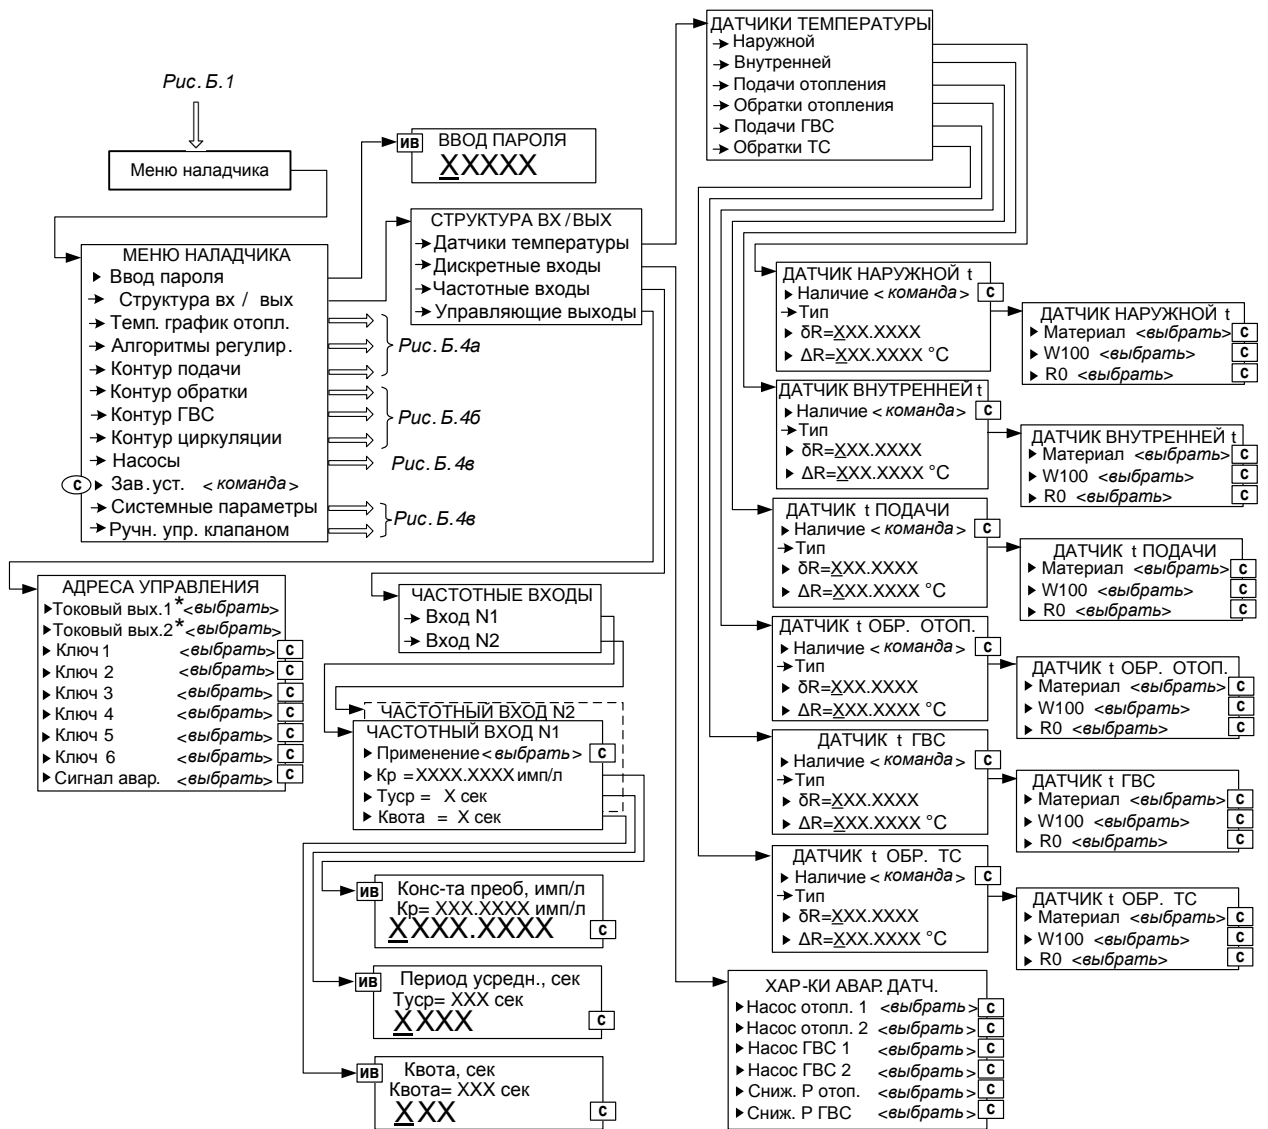 Рис. Б.1
Меню наладчика
МЕНЮ НАЛАДЧИКА
Ввод пароля
Структура вх / вых
Темп. график отопл.
Алгоритмы регулир.
Контур подачи
Контур обратки
Контур ГВС
Контур циркуляции
Насосы
С Зав.уст. <команда>
Системные параметры
Ручн. упр. клапаном
Рис. Б.4а
Рис. Б.4б
Рис. Б.4в
Рис. Б.4в
ИВ ВВОД ПАРОЛЯ
XXXXX
СТРУКТУРА ВХ / ВЫХ
Датчики температуры
Дискретные входы
Частотные входы
Управляющие выходы
ДАТЧИКИ ТЕМПЕРАТУРЫ
Наружной
Внутренней
Подачи отопления
Обратки отопления
Подачи ГВС
Обратки ТС
ДАТЧИК НАРУЖНОЙ t
Наличие <команда> С
Тип
δR=XXX.XXXX
ΔR=XXX.XXXX °C
ДАТЧИК НАРУЖНОЙ t
Материал <выбрать> С
W100 <выбрать> С
R0 <выбрать> С
ДАТЧИК ВНУТРЕННЕЙ t
Наличие <команда> С
Тип
δR=XXX.XXXX
ΔR=XXX.XXXX °C
ДАТЧИК ВНУТРЕННЕЙ t
Материал <выбрать> С
W100 <выбрать> С
R0 <выбрать> С
ДАТЧИК t ПОДАЧИ
Наличие <команда> С
Тип
δR=XXX.XXXX
ΔR=XXX.XXXX °C
ДАТЧИК t ПОДАЧИ
Материал <выбрать> С
W100 <выбрать> С
R0 <выбрать> С
ДАТЧИК t ОБР. ОТОП.
Наличие <команда> С
Тип
δR=XXX.XXXX
ΔR=XXX.XXXX °C
ДАТЧИК t ОБР. ОТОП.
Материал <выбрать> С
W100 <выбрать> С
R0 <выбрать> С
ДАТЧИК t ГВС
Наличие <команда> С
Тип
δR=XXX.XXXX
ΔR=XXX.XXXX °C
ДАТЧИК t ГВС
Материал <выбрать> С
W100 <выбрать> С
R0 <выбрать> С
ДАТЧИК t ОБР. ТС
Наличие <команда> С
Тип
δR=XXX.XXXX
ΔR=XXX.XXXX °C
ДАТЧИК t ОБР. ТС
Материал <выбрать> С
W100 <выбрать> С
R0 <выбрать> С
АДРЕСА УПРАВЛЕНИЯ
Токовый вых.1*<выбрать>
Токовый вых.2*<выбрать>
Ключ 1 <выбрать> С
Ключ 2 <выбрать> С
Ключ 3 <выбрать> С
Ключ 4 <выбрать> С
Ключ 5 <выбрать> С
Ключ 6 <выбрать> С
Сигнал авар. <выбрать> С
ЧАСТОТНЫЕ ВХОДЫ
Вход N1
Вход N2
ЧАСТОТНЫЙ ВХОД N2
ЧАСТОТНЫЙ ВХОД N1
Применение <выбрать> С
Кр =XXXX.XXXX имп/л
Туср = X сек
Квота = X сек
ИВ Конс-та преоб, имп/л
Кр= XXX.XXXX имп/л
XXXX.XXXX С
ИВ Период усредн., сек
Туср= XXX сек
XXXX С
ИВ Квота, сек
Квота= XXX сек
XXX С
ХАР-КИ АВАР. ДАТЧ.
Насос отопл. 1 <выбрать> С
Насос отопл. 2 <выбрать> С
Насос ГВС 1 <выбрать> С
Насос ГВС 2 <выбрать> С
Сниж. Р отоп. <выбрать> С
Сниж. Р ГВС <выбрать> С